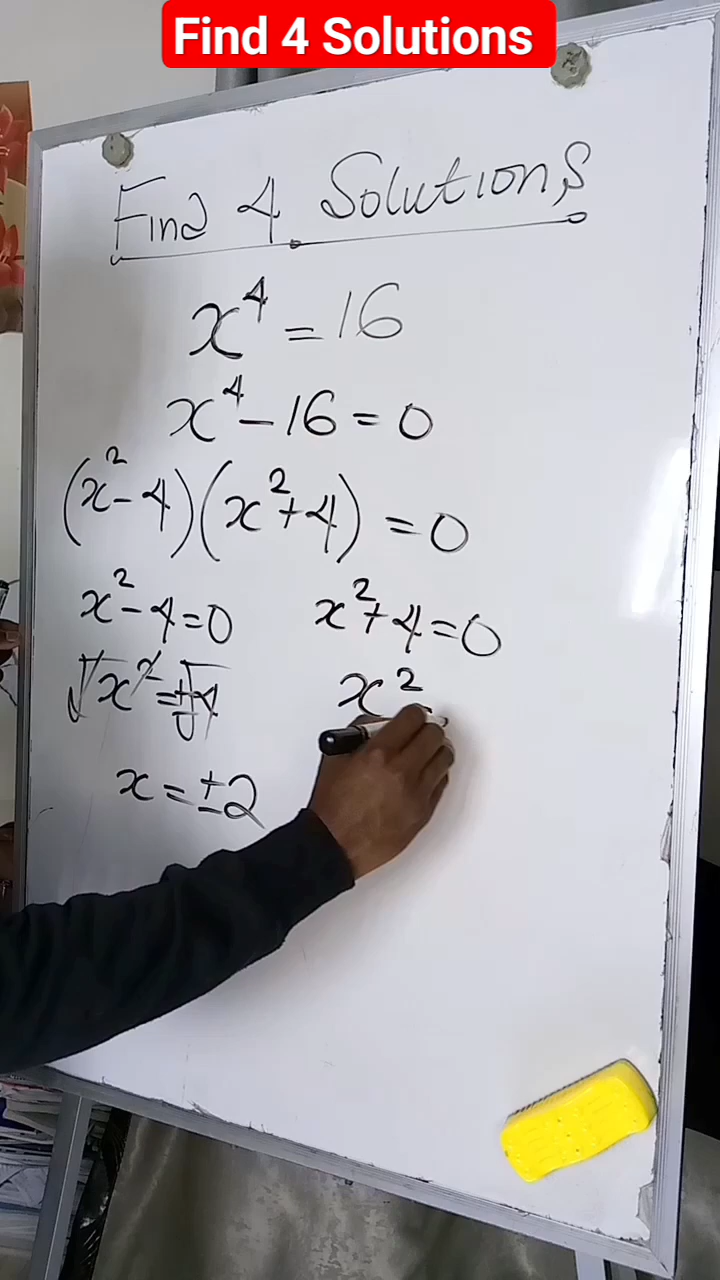 Find 4 Solutions
Find 4 Solutions
x⁴ = 16
x⁴ - 16 = 0
(x² - 4)(x² + 4) = 0
x² - 4 = 0
√x² = ±√4
x = ±2
x² + 4 = 0
x²